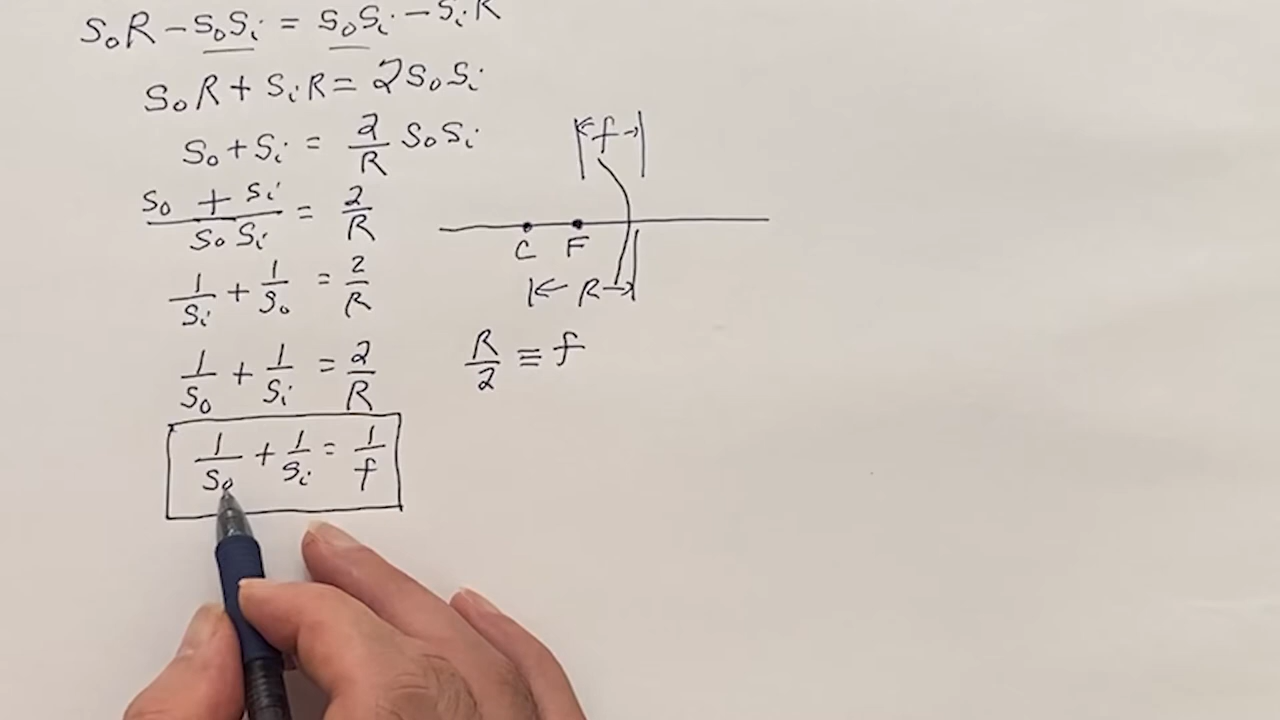 SₒR − SₒSᵢ = SₒSᵢ − SᵢR
SₒR + SᵢR = 2SₒSᵢ
Sₒ + Sᵢ = 2/R SₒSᵢ
(Sₒ + Sᵢ)/(SₒSᵢ) = 2/R
1/Sᵢ + 1/Sₒ = 2/R
1/Sₒ + 1/Sᵢ = 2/R
1/Sₒ + 1/Sᵢ = 1/f
f
C F
R
R/2 ≡ f